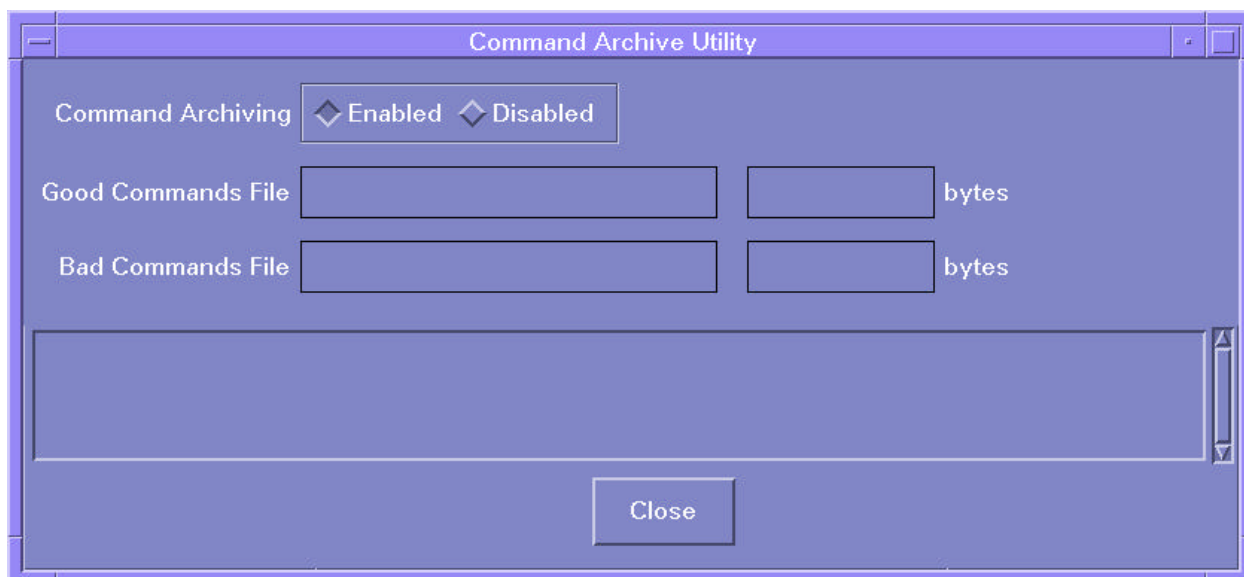 Command Archive Utility
Command Archiving Enabled Disabled
Good Commands File bytes
Bad Commands File bytes
Close